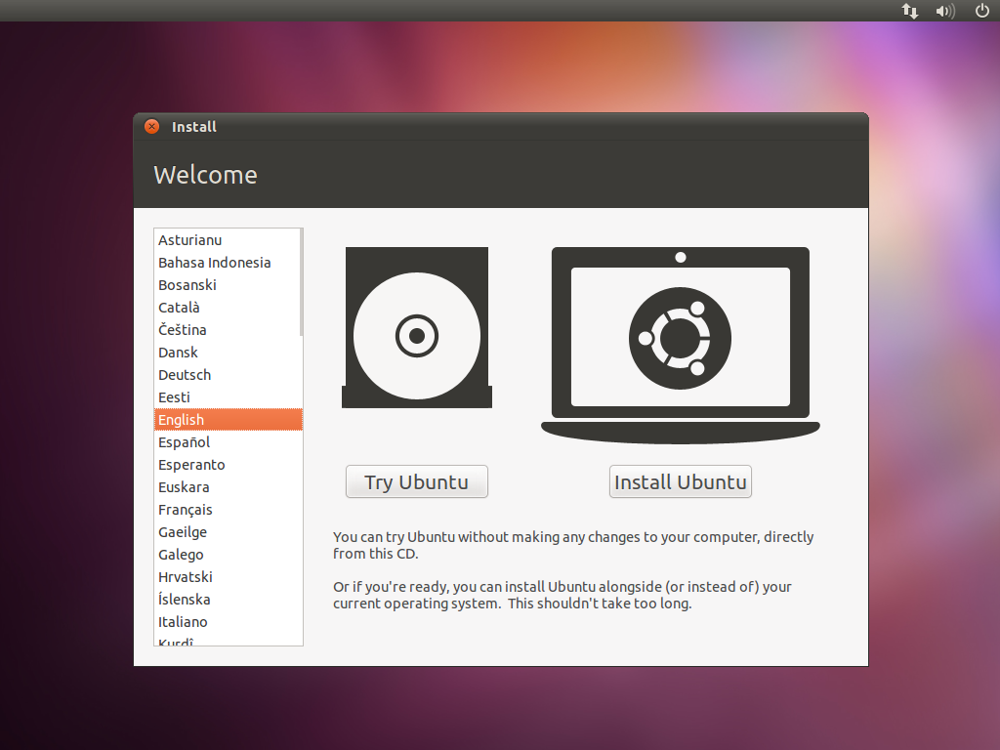 Install
Welcome
Asturianu
Bahasa Indonesia
Bosanski
Català
Čeština
Dansk
Deutsch
Eesti
English
Español
Esperanto
Euskara
Français
Gaeilge
Galego
Hrvatski
Íslenska
Italiano
Kurdî
Try Ubuntu
Install Ubuntu
You can try Ubuntu without making any changes to your computer, directly
from this CD.
Or if you're ready, you can install Ubuntu alongside (or instead of) your
current operating system.  This shouldn't take too long.